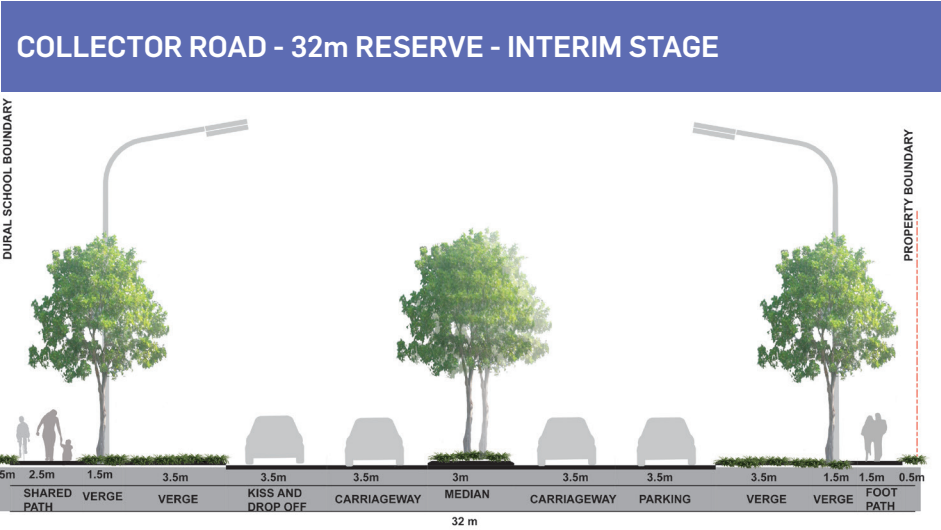 COLLECTOR ROAD - 32m RESERVE - INTERIM STAGE
DURAL SCHOOL BOUNDARY
PROPERTY BOUNDARY
5m 2.5m 1.5m 3.5m 3.5m 3.5m 3m 3.5m 3.5m 3.5m 1.5m 1.5m 0.5m
SHARED PATH VERGE VERGE KISS AND DROP OFF CARRIAGEWAY MEDIAN CARRIAGEWAY PARKING VERGE VERGE FOOT PATH
32 m